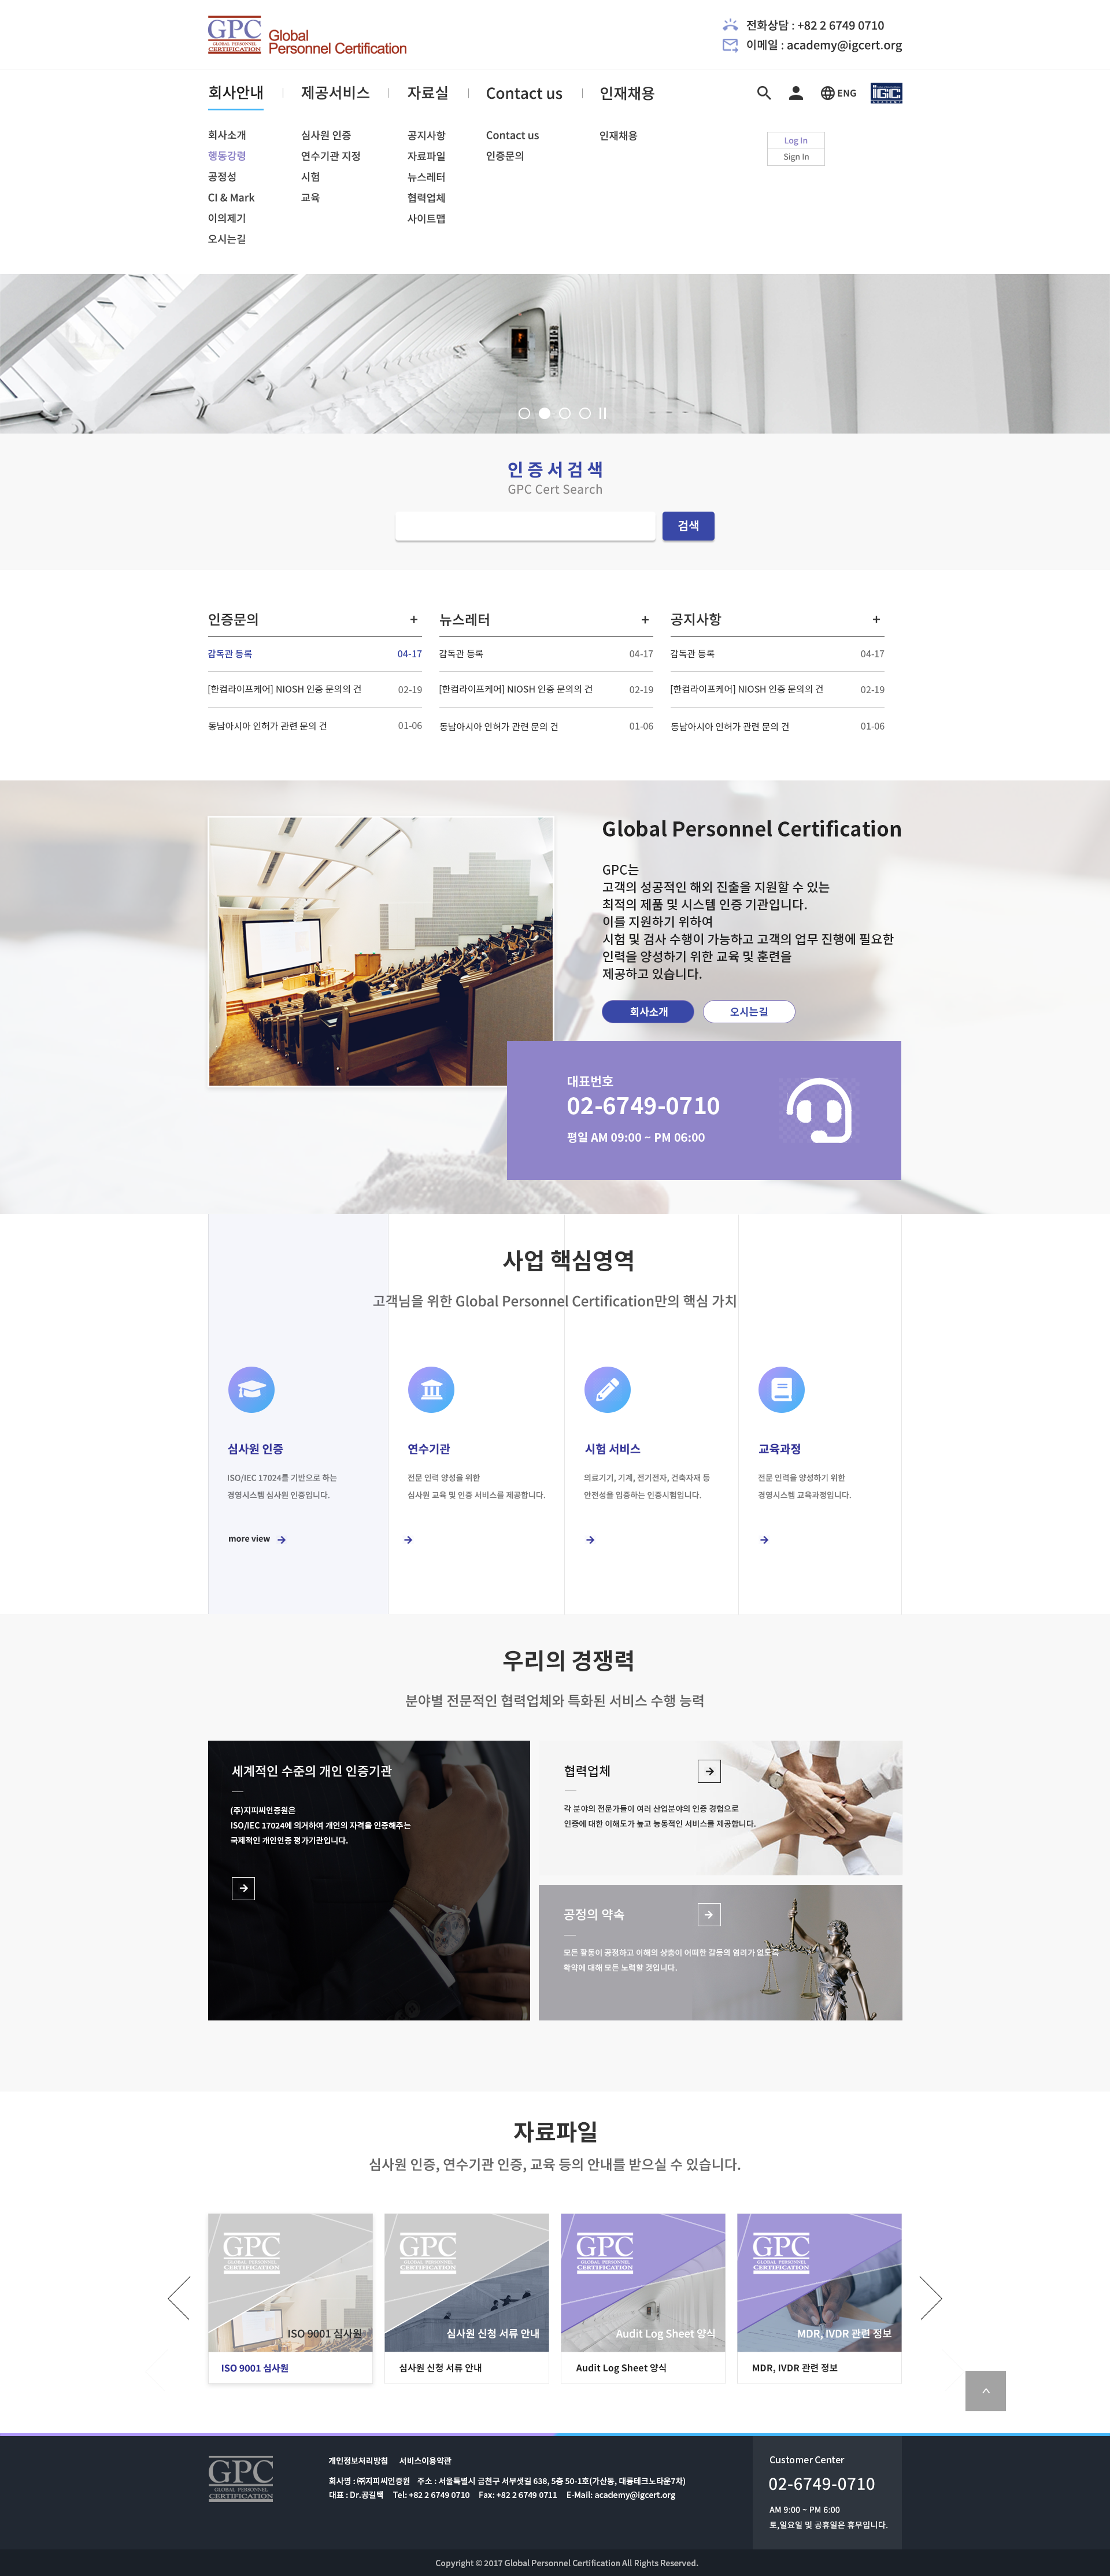 GPC
GLOBAL PERSONNEL
CERTIFICATION
Global
Personnel Certification
전화상담 : +82 2 6749 0710
이메일 : academy@igcert.org
회사안내
제공서비스
자료실
Contact us
인재채용
ENG
IGC
회사소개
행동강령
공정성
CI & Mark
이의제기
오시는길
심사원 인증
연수기관 지정
시험
교육
공지사항
자료파일
뉴스레터
협력업체
사이트맵
Contact us
인증문의
인재채용
Log In
Sign In
인증서검색
GPC Cert Search
검색
인증문의 +
감독관 등록 04-17
[한컴라이프케어] NIOSH 인증 문의의 건 02-19
동남아시아 인허가 관련 문의 건 01-06
뉴스레터 +
감독관 등록 04-17
[한컴라이프케어] NIOSH 인증 문의의 건 02-19
동남아시아 인허가 관련 문의 건 01-06
공지사항 +
감독관 등록 04-17
[한컴라이프케어] NIOSH 인증 문의의 건 02-19
동남아시아 인허가 관련 문의 건 01-06
Global Personnel Certification
GPC는
고객의 성공적인 해외 진출을 지원할 수 있는
최적의 제품 및 시스템 인증 기관입니다.
이를 지원하기 위하여
시험 및 검사 수행이 가능하고 고객의 업무 진행에 필요한
인력을 양성하기 위한 교육 및 훈련을
제공하고 있습니다.
회사소개
오시는길
대표번호
02-6749-0710
평일 AM 09:00 ~ PM 06:00
사업 핵심영역
고객님을 위한 Global Personnel Certification만의 핵심 가치
심사원 인증
ISO/IEC 17024를 기반으로 하는
경영시스템 심사원 인증입니다.
more view
연수기관
전문 인력 양성을 위한
심사원 교육 및 인증 서비스를 제공합니다.
시험 서비스
의료기기, 기계, 전기전자, 건축자재 등
안전성을 입증하는 인증시험입니다.
교육과정
전문 인력을 양성하기 위한
경영시스템 교육과정입니다.
우리의 경쟁력
분야별 전문적인 협력업체와 특화된 서비스 수행 능력
세계적인 수준의 개인 인증기관
(주)지피씨인증원은
ISO/IEC 17024에 의거하여 개인의 자격을 인증해주는
국제적인 개인인증 평가기관입니다.
협력업체
각 분야의 전문가들이 여러 산업분야의 인증 경험으로
인증에 대한 이해도가 높고 능동적인 서비스를 제공합니다.
공정의 약속
모든 활동이 공정하고 이해의 상충이 어떠한 갈등의 염려가 없도록
확약에 대해 모든 노력할 것입니다.
자료파일
심사원 인증, 연수기관 인증, 교육 등의 안내를 받으실 수 있습니다.
GPC
GLOBAL PERSONNEL
CERTIFICATION
ISO 9001 심사원
ISO 9001 심사원
GPC
GLOBAL PERSONNEL
CERTIFICATION
심사원 신청 서류 안내
심사원 신청 서류 안내
GPC
GLOBAL PERSONNEL
CERTIFICATION
Audit Log Sheet 양식
Audit Log Sheet 양식
GPC
GLOBAL PERSONNEL
CERTIFICATION
MDR, IVDR 관련 정보
MDR, IVDR 관련 정보
GPC
GLOBAL PERSONNEL
CERTIFICATION
개인정보처리방침 서비스이용약관
회사명 : ㈜지피씨인증원 주소 : 서울특별시 금천구 서부샛길 638, 5층 50-1호(가산동, 대륭테크노타운7차)
대표 : Dr.공길택 Tel: +82 2 6749 0710 Fax: +82 2 6749 0711 E-Mail: academy@igcert.org
Customer Center
02-6749-0710
AM 9:00 ~ PM 6:00
토,일요일 및 공휴일은 휴무입니다.
Copyright © 2017 Global Personnel Certification All Rights Reserved.